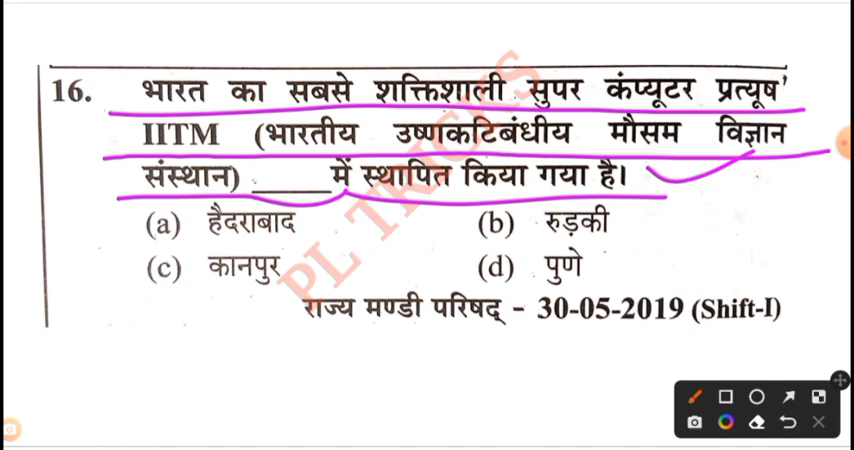 16. भारत का सबसे शक्तिशाली सुपर कंप्यूटर प्रत्यूष'
IITM (भारतीय उष्णकटिबंधीय मौसम विज्ञान
संस्थान) ______ में स्थापित किया गया है।
(a) हैदराबाद (b) रुड़की
(c) कानपुर (d) पुणे
राज्य मण्डी परिषद् - 30-05-2019 (Shift-I)
PL TRICKS